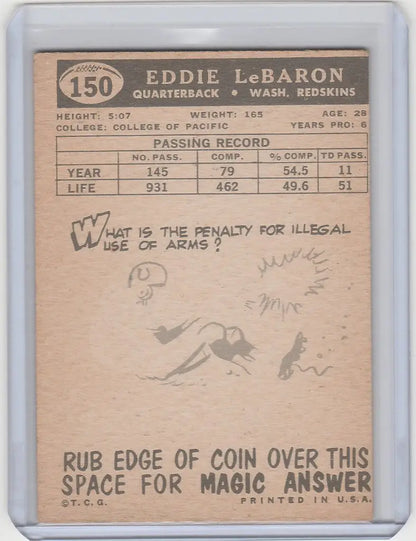 150
EDDIE LeBARON
QUARTERBACK • WASH. REDSKINS
HEIGHT: 5:07 WEIGHT: 165 AGE: 28
COLLEGE: COLLEGE OF PACIFIC YEARS PRO: 6
PASSING RECORD
NO. PASS. COMP. % COMP. TD PASS.
YEAR 145 79 54.5 11
LIFE 931 462 49.6 51
WHAT IS THE PENALTY FOR ILLEGAL
USE OF ARMS?
RUB EDGE OF COIN OVER THIS
SPACE FOR MAGIC ANSWER
©T.C.G. PRINTED IN U.S.A.